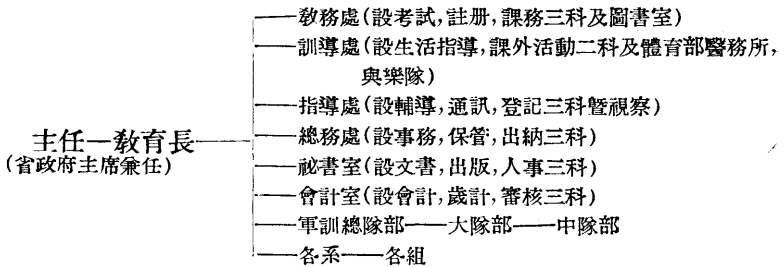 敎務處(設考試,註册,課務三科及圖書室)
訓導處(設生活指導,課外活動二科及體育部醫務所,
與樂隊)
指導處(設輔導,通訊,登記三科曁視察)
主任—敎育長
總務處(設事務,保管,出納三科)
(省政府主席兼任)
祕書室(設文書,出版,人事三科)
會計室(設會計,歲計,審核三科)
軍訓總隊部——大隊部——中隊部
各系——各組